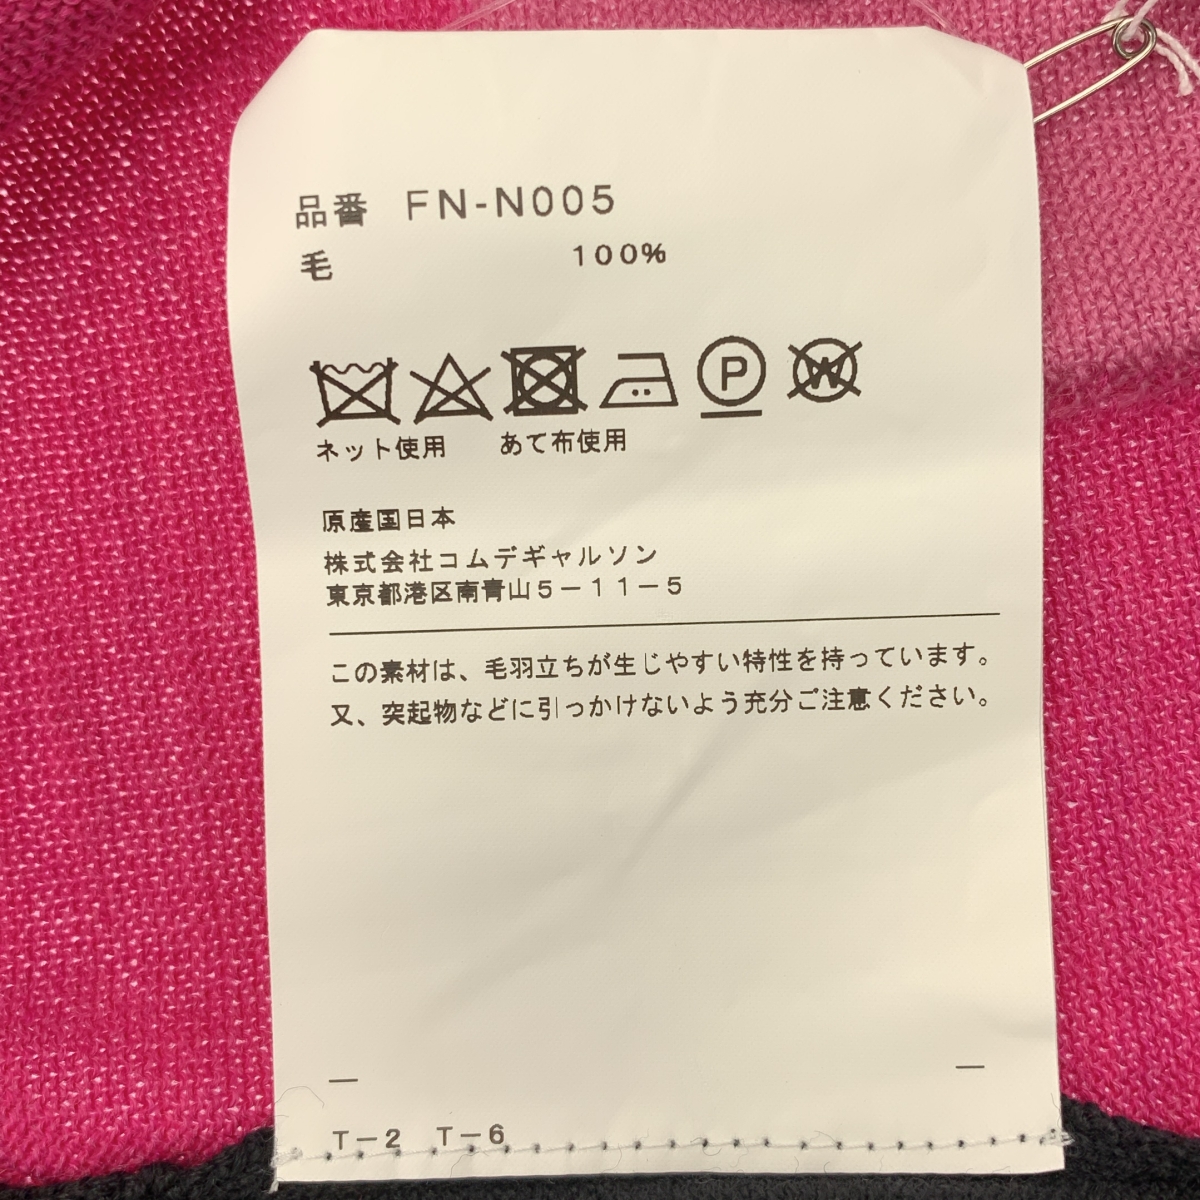 品番 FN-N005
毛 100%
P W
ネット使用 あて布使用
原産国日本
株式会社コムデギャルソン
東京都港区南青山5-11-5
この素材は、毛羽立ちが生じやすい特性を持っています。
又、突起物などに引っかけないよう充分ご注意ください。
T-2 T-6